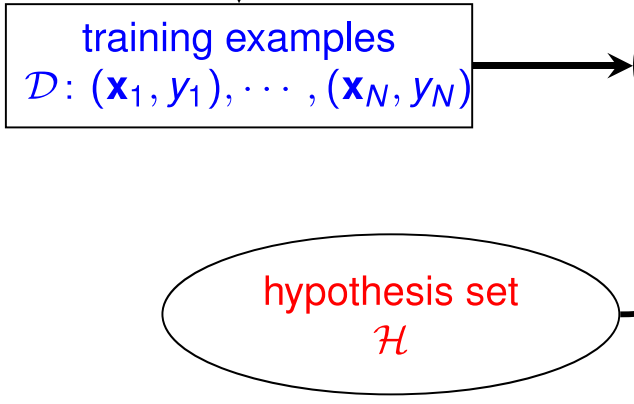 training examples
𝒟: (𝐱₁, y₁), ⋯ , (𝐱_N, y_N)
hypothesis set
ℋ